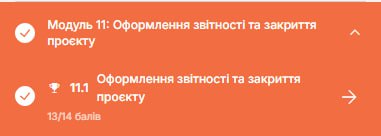 Модуль 11: Оформлення звітності та закриття
проєкту
11.1 Оформлення звітності та закриття
проєкту
13/14 балів